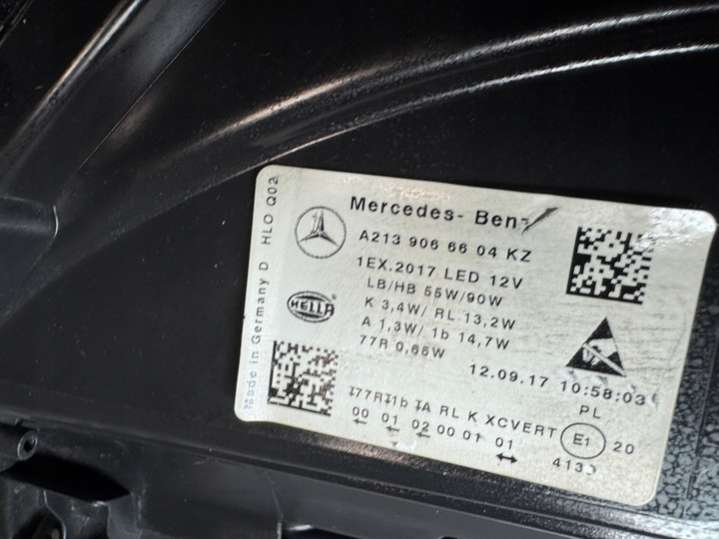 Mercedes-Benz
A213 906 66 04 KZ
1EX.2017 LED 12V
LB/HB 55W/90W
K 3,4W/ RL 13,2W
A 1,3W/ 1b 14,7W
77R 0,66W
12.09.17 10:58:03
PL
HELLA
Made in Germany D HLO Q02
77R 1b A RL K XCVERT
00 01 02 00 01 01
E1
20